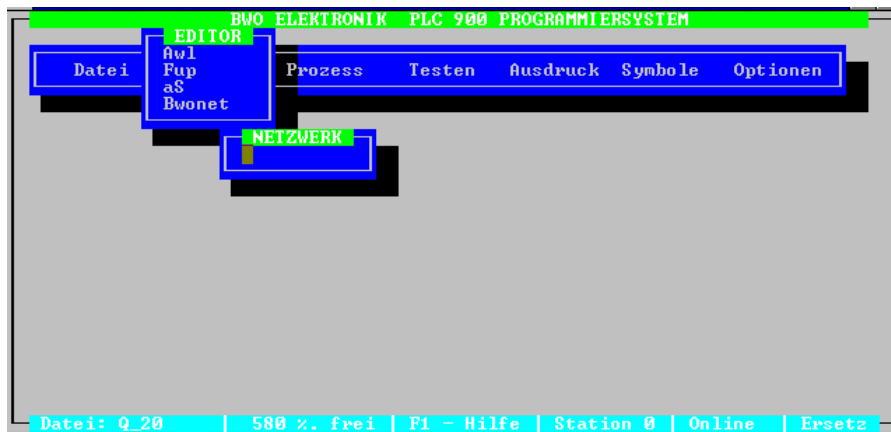 BWO ELEKTRONIK PLC 900 PROGRAMMIERSYSTEM
EDITOR
Datei Prozess Testen Ausdruck Symbole Optionen
Awl
Fup
aS
Bwonet
NETZWERK
Datei: Q_20 | 580 %. frei | F1 - Hilfe | Station 0 | Online | Ersetz